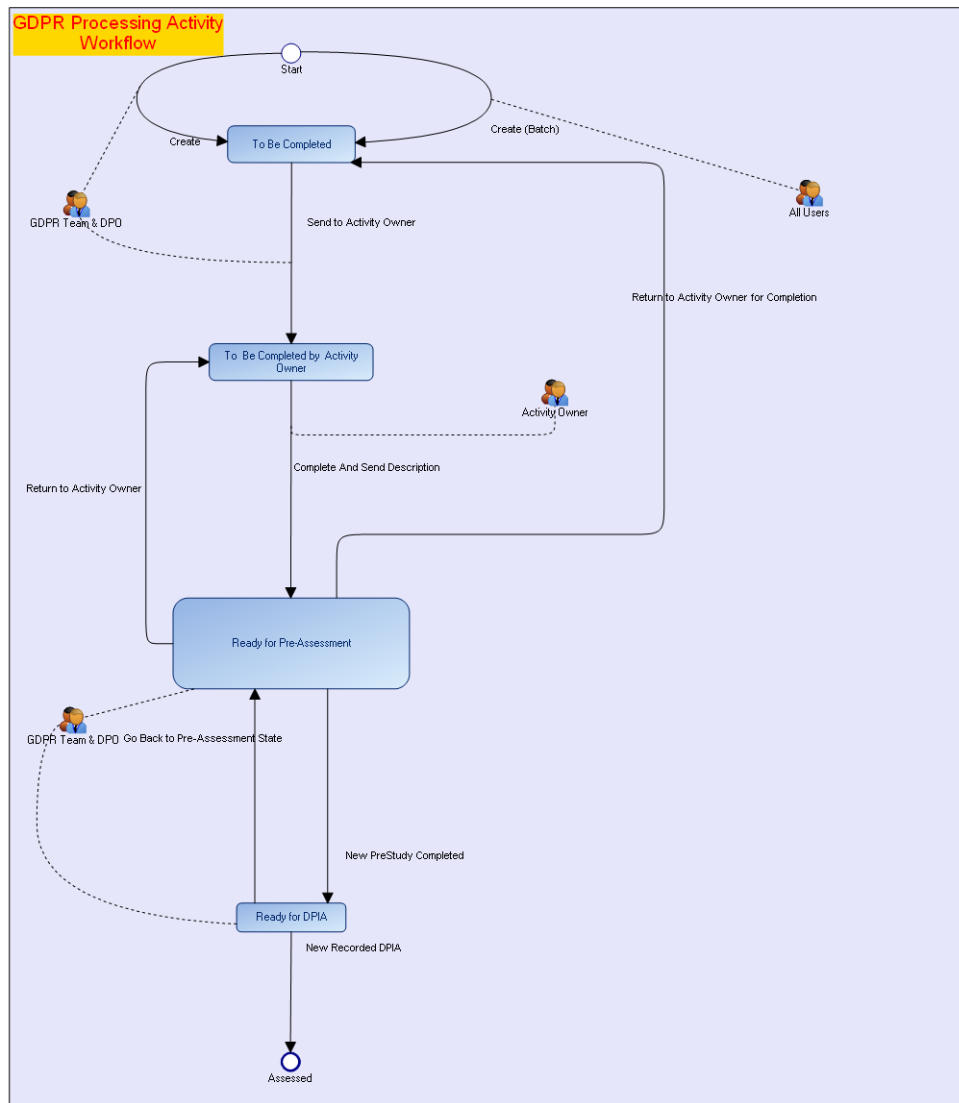 GDPR Processing Activity
Workflow
Start
Create
Create (Batch)
To Be Completed
GDPR Team & DPO
All Users
Send to Activity Owner
Return to Activity Owner for Completion
To Be Completed by Activity
Owner
Activity Owner
Complete And Send Description
Return to Activity Owner
Ready for Pre-Assessment
GDPR Team & DPO
Go Back to Pre-Assessment State
New PreStudy Completed
Ready for DPIA
New Recorded DPIA
Assessed